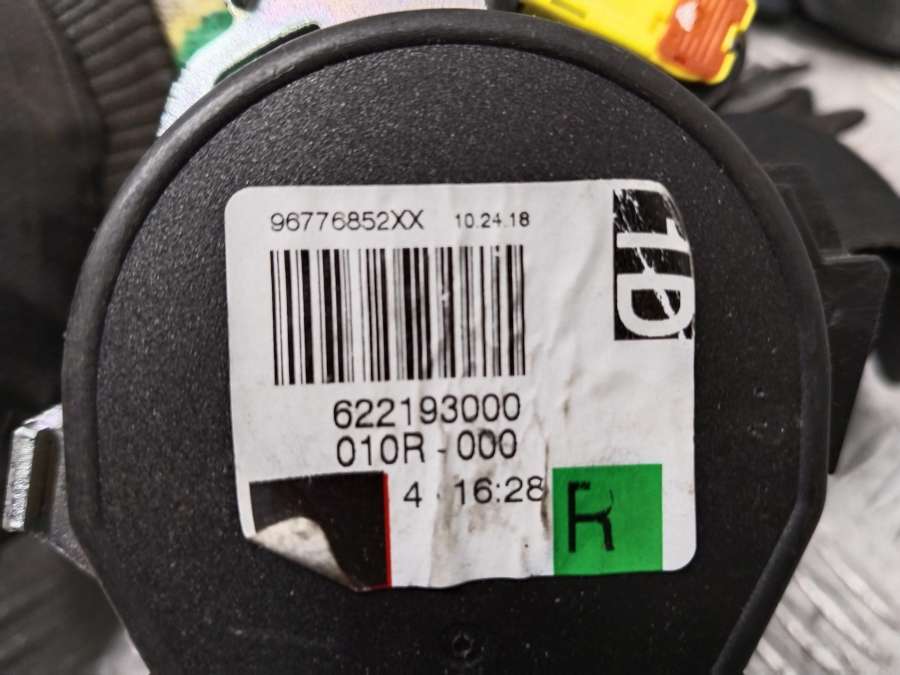 96776852XX 10.24.18
1D
622193000
010R-000
4 16:28
R